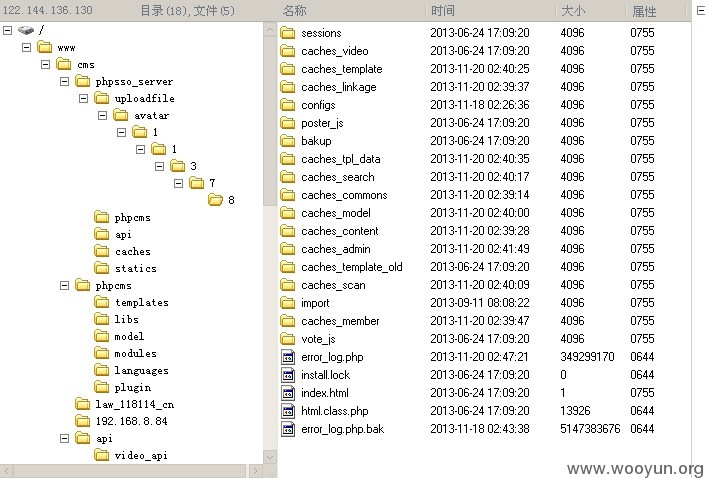 122.144.136.130 目录(18),文件(5) 名称 时间 大小 属性
/
www
cms
phpsso_server
uploadfile
avatar
1
1
3
7
8
phpcms
api
caches
statics
phpcms
templates
libs
model
modules
languages
plugin
law_118114_cn
192.168.8.84
api
video_api
sessions 2013-06-24 17:09:20 4096 0755
caches_video 2013-06-24 17:09:20 4096 0755
caches_template 2013-11-20 02:40:25 4096 0755
caches_linkage 2013-11-20 02:39:37 4096 0755
configs 2013-11-18 02:26:36 4096 0755
poster_js 2013-06-24 17:09:20 4096 0755
bakup 2013-06-24 17:09:20 4096 0755
caches_tpl_data 2013-11-20 02:40:35 4096 0755
caches_search 2013-11-20 02:40:17 4096 0755
caches_commons 2013-11-20 02:39:14 4096 0755
caches_model 2013-11-20 02:40:00 4096 0755
caches_content 2013-11-20 02:39:28 4096 0755
caches_admin 2013-11-20 02:41:49 4096 0755
caches_template_old 2013-06-24 17:09:20 4096 0755
caches_scan 2013-11-20 02:40:09 4096 0755
import 2013-09-11 08:08:22 4096 0755
caches_member 2013-11-20 02:39:47 4096 0755
vote_js 2013-06-24 17:09:20 4096 0755
error_log.php 2013-11-20 02:47:21 349299170 0644
install.lock 2013-06-24 17:09:20 0 0644
index.html 2013-06-24 17:09:20 1 0755
html.class.php 2013-06-24 17:09:20 13926 0644
error_log.php.bak 2013-11-18 02:43:38 5147383676 0644
www.wooyun.org